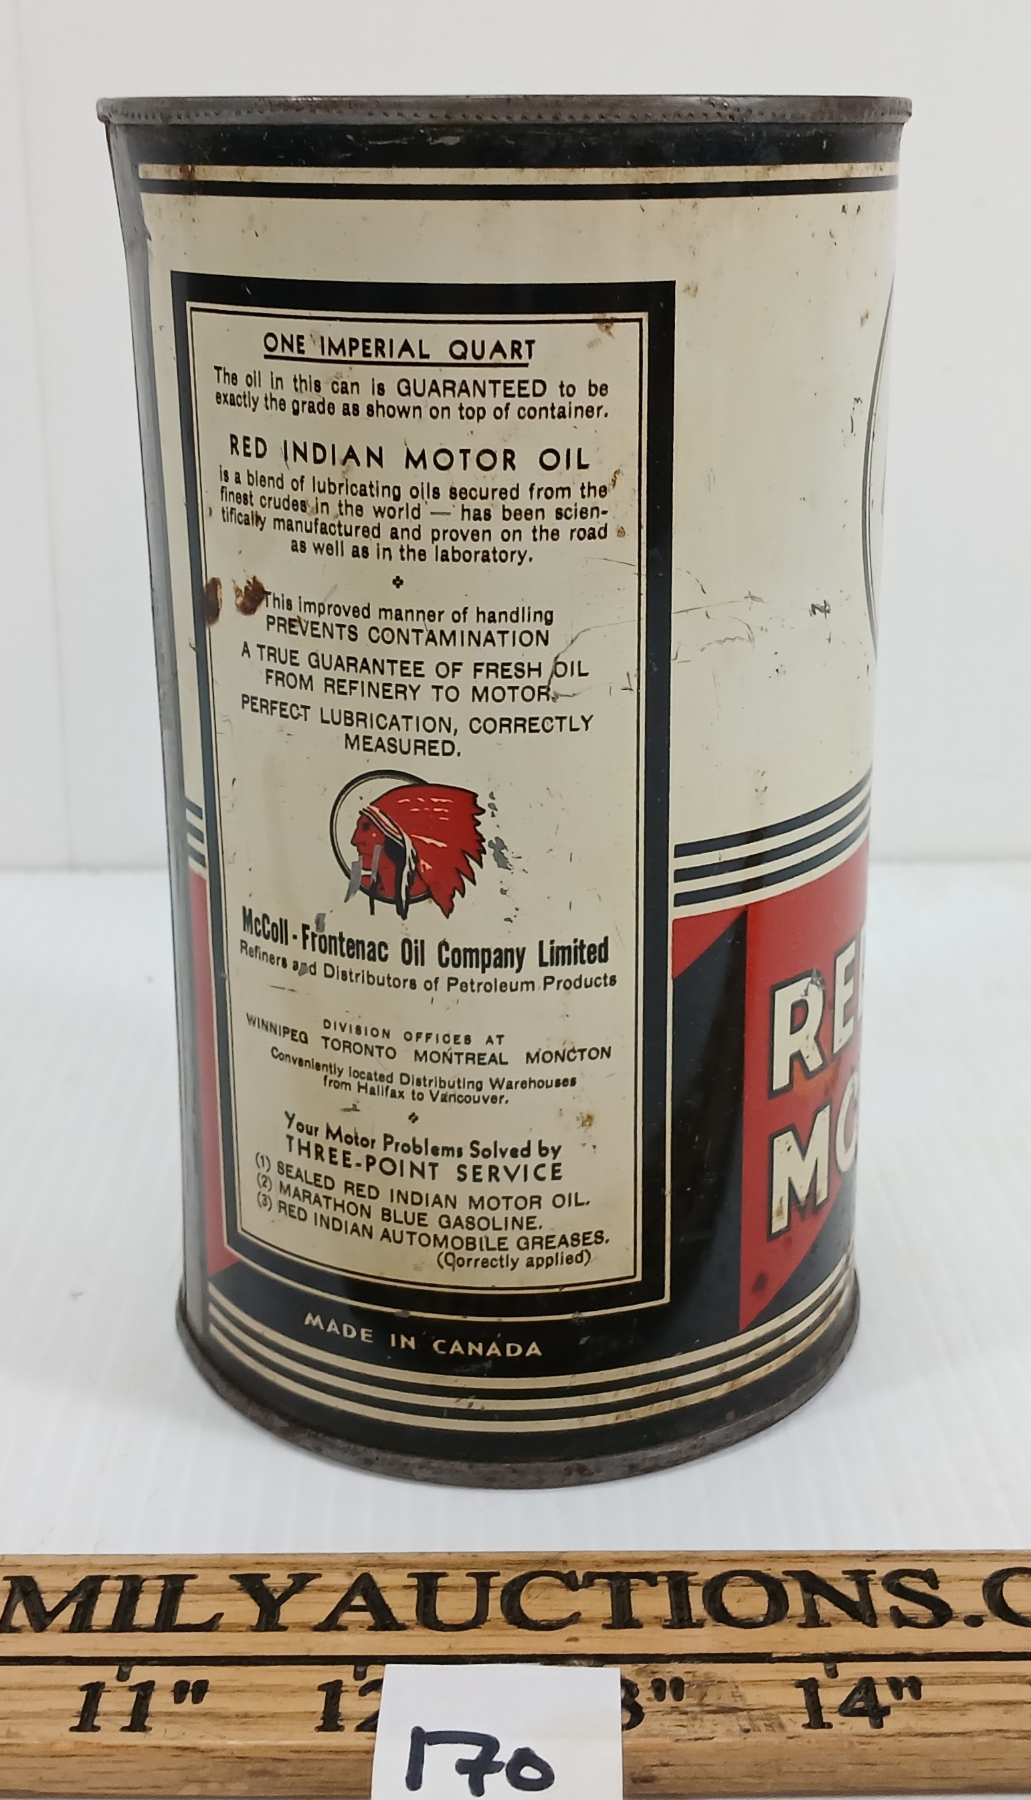 ONE IMPERIAL QUART
The oil in this can is GUARANTEED to be
exactly the grade as shown on top of container.
RED INDIAN MOTOR OIL
is a blend of lubricating oils secured from the
finest crudes in the world — has been scien-
tifically manufactured and proven on the road
as well as in the laboratory.
This improved manner of handling
PREVENTS CONTAMINATION
A TRUE GUARANTEE OF FRESH OIL
FROM REFINERY TO MOTOR.
PERFECT LUBRICATION, CORRECTLY
MEASURED.
McColl-Frontenac Oil Company Limited
Refiners and Distributors of Petroleum Products
DIVISION OFFICES AT
WINNIPEG TORONTO MONTREAL MONCTON
Conveniently located Distributing Warehouses
from Halifax to Vancouver.
Your Motor Problems Solved by
THREE-POINT SERVICE
(1) SEALED RED INDIAN MOTOR OIL.
(2) MARATHON BLUE GASOLINE.
(3) RED INDIAN AUTOMOBILE GREASES.
(Correctly applied)
MADE IN CANADA
RE
MO
MILYAUCTIONS.C
11" 12 3" 14"
170